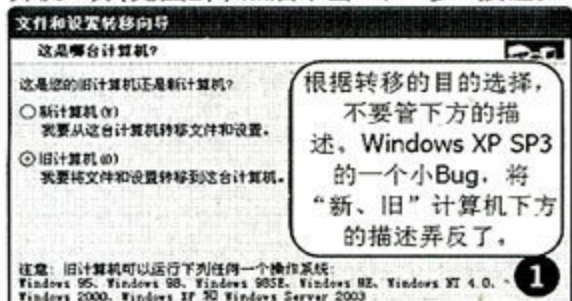 文件和设置转移向导
这是哪台计算机?
这是您的旧计算机还是新计算机?
新计算机(N)
我要从这台计算机转移文件和设置。
旧计算机(O)
我要将文件和设置转移到这台计算机。
根据转移的目的选择,
不要管下方的描
述。Windows XP SP3
的一个小Bug,将
“新、旧”计算机下方
的描述弄反了。
注意: 旧计算机可以运行下列任何一个操作系统:
Windows 95、Windows 98、Windows 98SE、Windows ME、Windows NT 4.0、
Windows 2000、Windows XP 和 Windows Server 2003
1